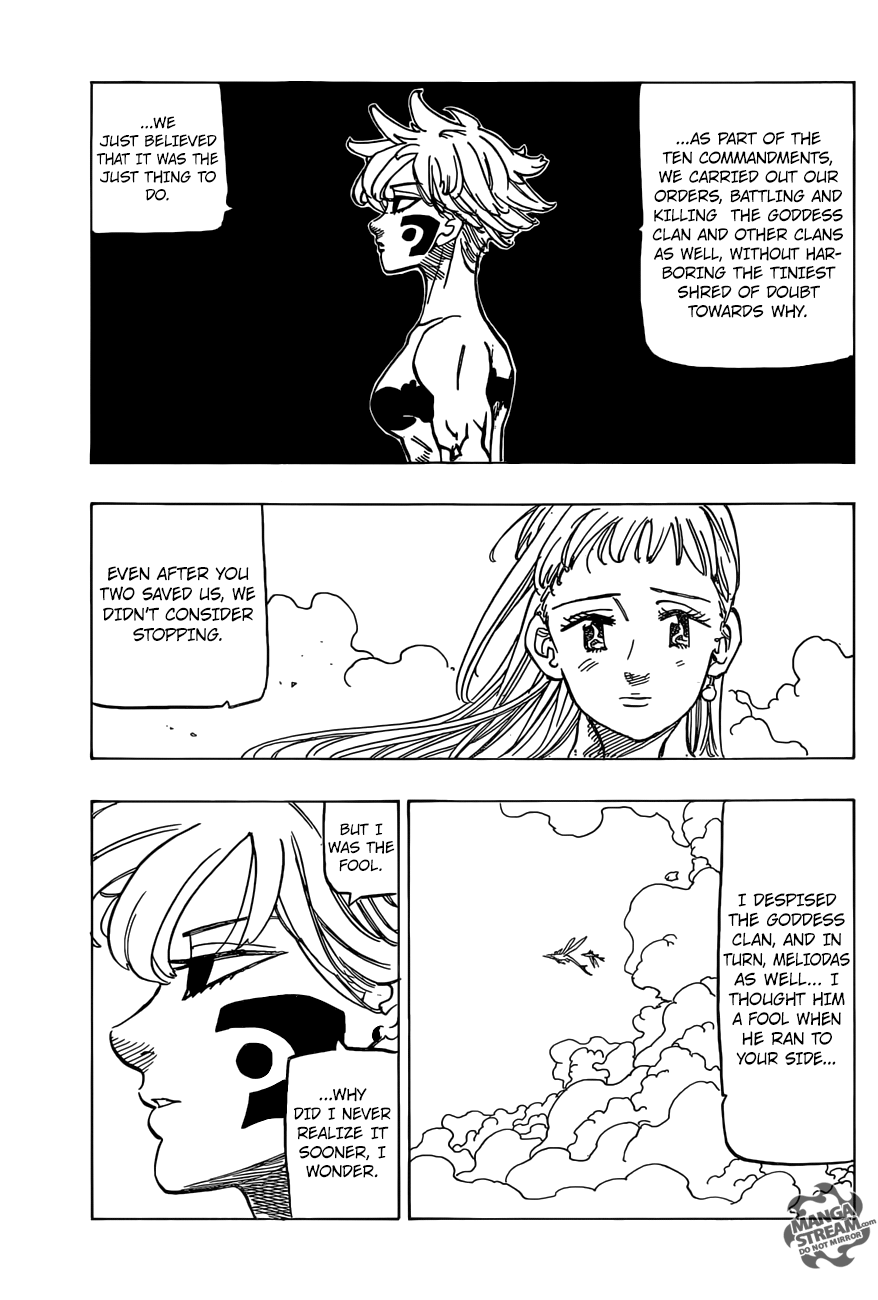 ...AS PART OF THE
TEN COMMANDMENTS,
WE CARRIED OUT OUR
ORDERS, BATTLING AND
KILLING THE GODDESS
CLAN AND OTHER CLANS
AS WELL, WITHOUT HAR-
BORING THE TINIEST
SHRED OF DOUBT
TOWARDS WHY.
...WE
JUST BELIEVED
THAT IT WAS THE
JUST THING TO
DO.
EVEN AFTER YOU
TWO SAVED US, WE
DIDN'T CONSIDER
STOPPING.
I DESPISED
THE GODDESS
CLAN, AND IN
TURN, MELIODAS
AS WELL... I
THOUGHT HIM
A FOOL WHEN
HE RAN TO
YOUR SIDE...
BUT I
WAS THE
FOOL.
...WHY
DID I NEVER
REALIZE IT
SOONER, I
WONDER.
MANGA
STREAM.com
DO NOT MIRROR